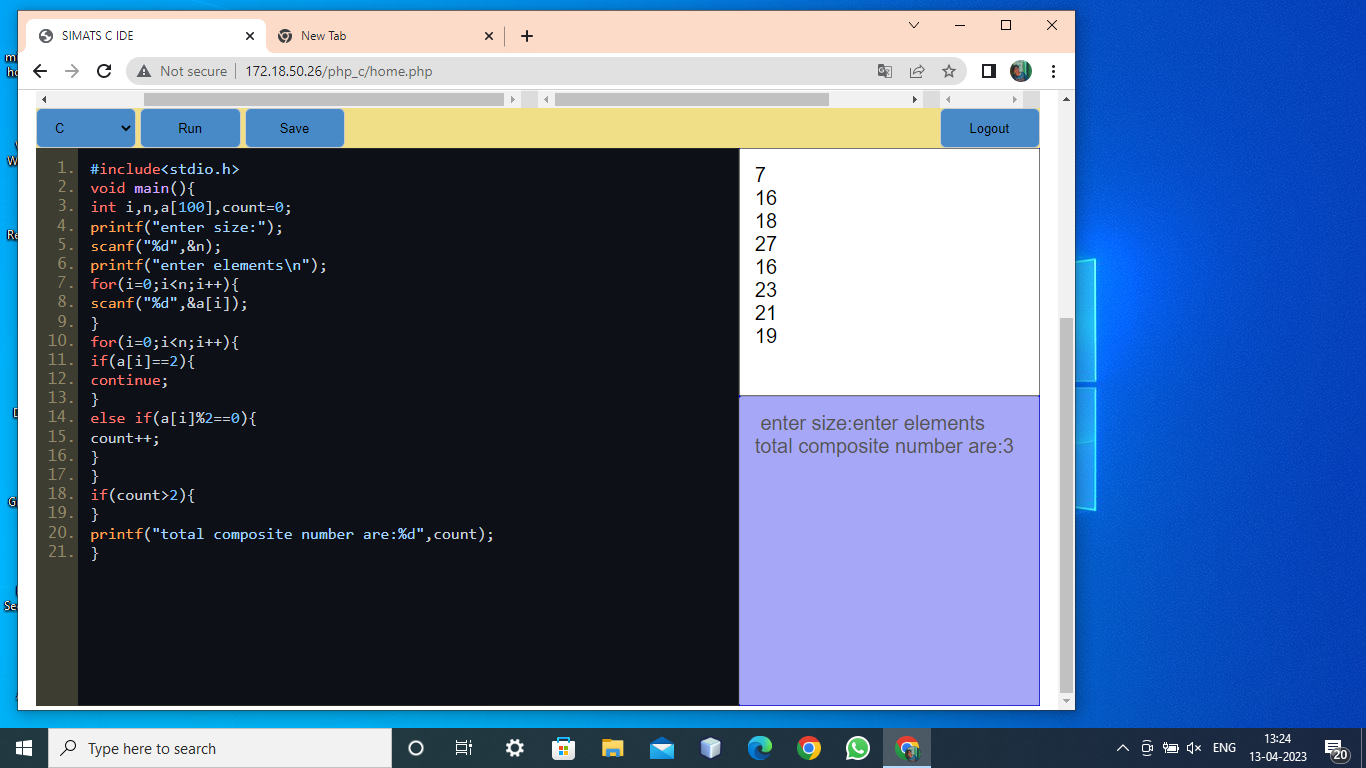 SIMATS C IDE
New Tab
Not secure
172.18.50.26/php_c/home.php
C
Run
Save
Logout
1. #include<stdio.h>
2. void main(){
3. int i,n,a[100],count=0;
4. printf("enter size:");
5. scanf("%d",&n);
6. printf("enter elements\n");
7. for(i=0;i<n;i++){
8. scanf("%d",&a[i]);
9. }
10. for(i=0;i<n;i++){
11. if(a[i]==2){
12. continue;
13. }
14. else if(a[i]%2==0){
15. count++;
16. }
17. }
18. if(count>2){
19. }
20. printf("total composite number are:%d",count);
21. }
7
16
18
27
16
23
21
19
enter size:enter elements
total composite number are:3
Type here to search
ENG
13:24
13-04-2023
20